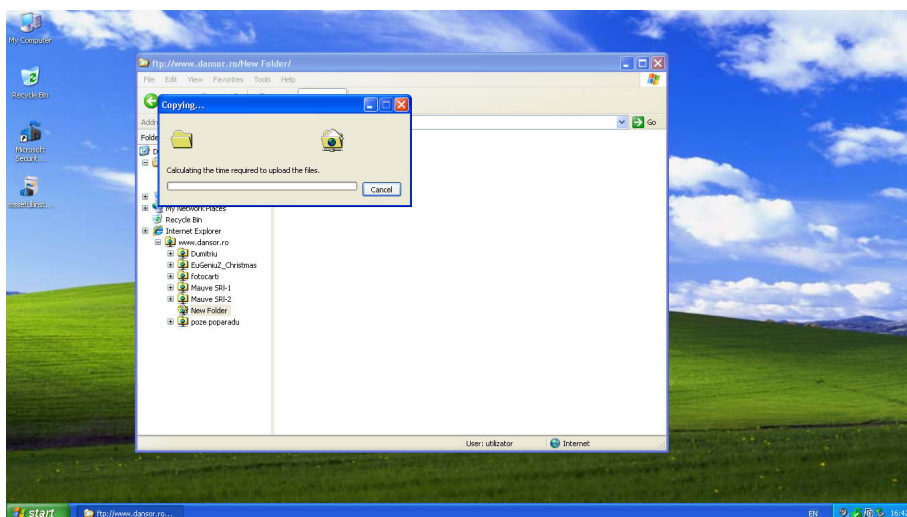 My Computer
Recycle Bin
Microsoft
Securit...
ftp://www.dansor.ro/New Folder/
File Edit View Favorites Tools Help
Go
Copying...
Calculating the time required to upload the files.
Cancel
My Network Places
Recycle Bin
Internet Explorer
www.dansor.ro
Dumitriu
EuGeniuZ_Christmas
fotocarti
Mauve SRl-1
Mauve SRl-2
New Folder
poze poparadu
User: utilizator
Internet
start
ftp://www.dansor.ro...
EN